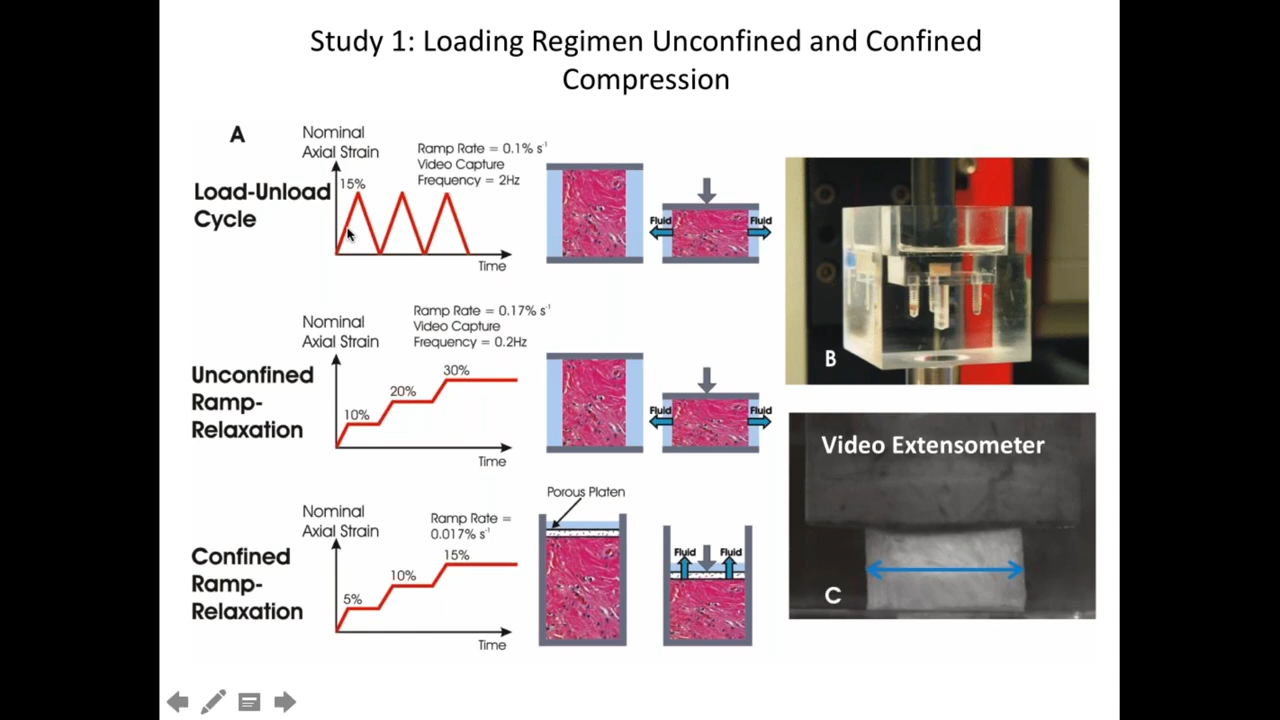 Study 1: Loading Regimen Unconfined and Confined
Compression
A
Nominal
Axial Strain
Ramp Rate = 0.1% s⁻¹
Video Capture
Frequency = 2Hz
Load-Unload
Cycle
15%
Time
Fluid
Fluid
Nominal
Axial Strain
Ramp Rate = 0.17% s⁻¹
Video Capture
Frequency = 0.2Hz
Unconfined
Ramp-
Relaxation
10%
20%
30%
Time
Fluid
Fluid
Nominal
Axial Strain
Ramp Rate =
0.017% s⁻¹
Confined
Ramp-
Relaxation
5%
10%
15%
Time
Porous Platen
Fluid
Fluid
B
Video Extensometer
C